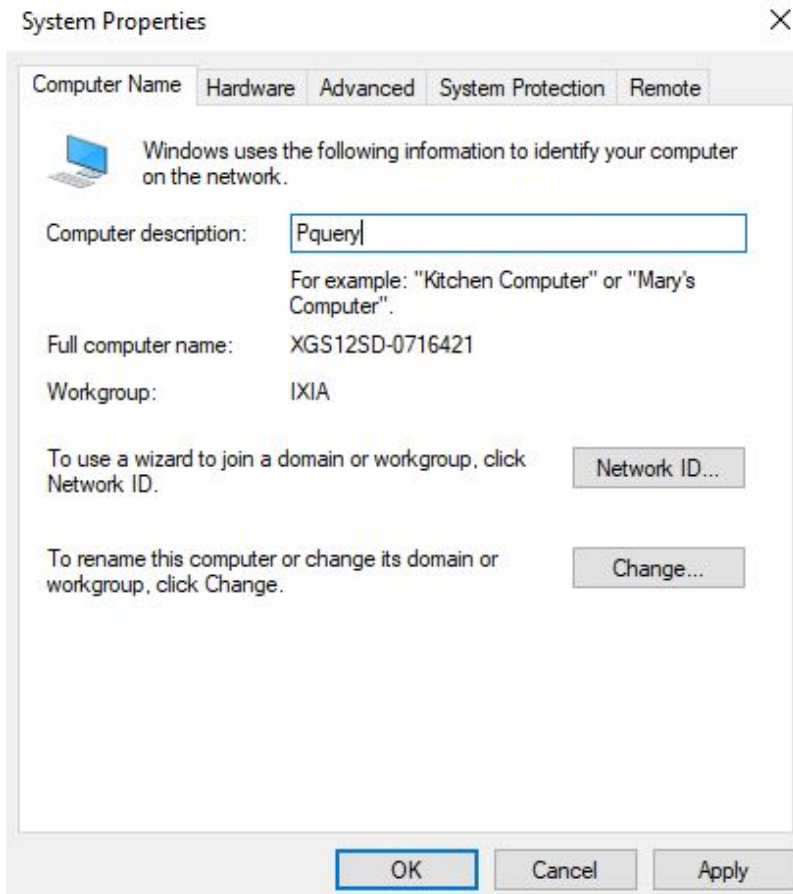 System Properties
Computer Name Hardware Advanced System Protection Remote
Windows uses the following information to identify your computer
on the network.
Computer description: Pquery
For example: "Kitchen Computer" or "Mary's
Computer".
Full computer name: XGS12SD-0716421
Workgroup: IXIA
To use a wizard to join a domain or workgroup, click
Network ID.
Network ID...
To rename this computer or change its domain or
workgroup, click Change.
Change...
OK Cancel Apply